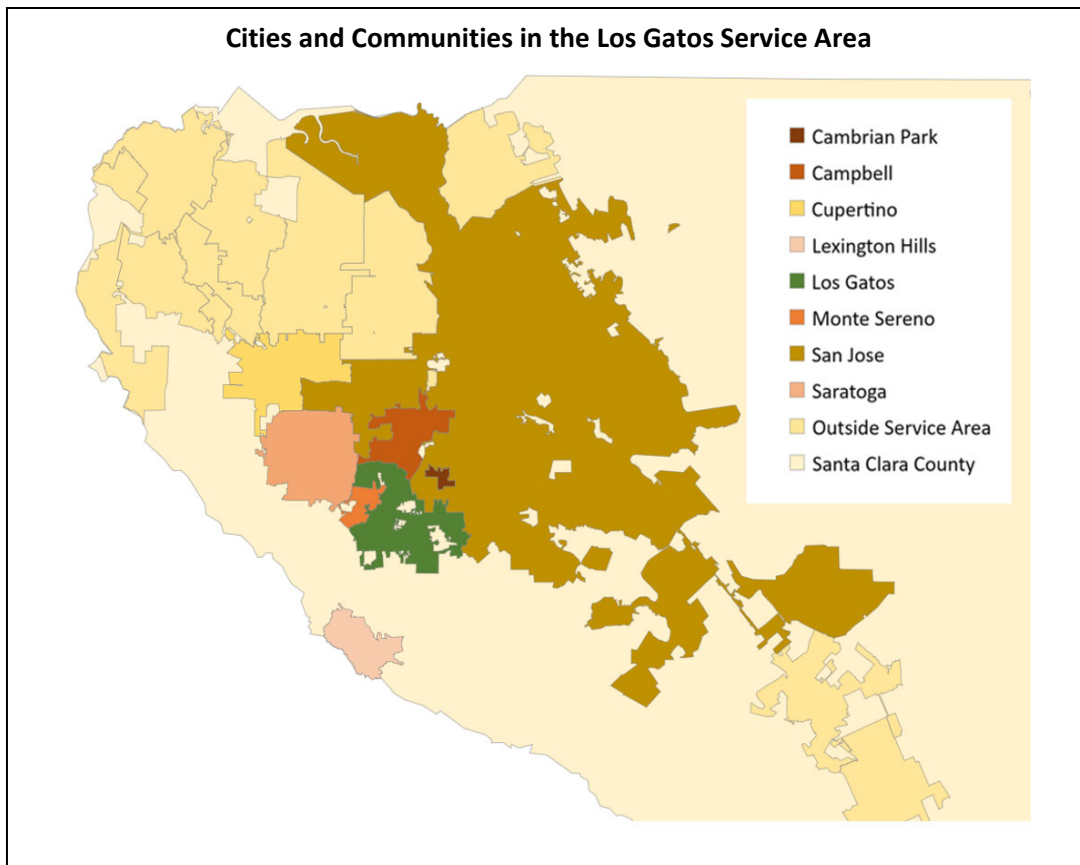 Cities and Communities in the Los Gatos Service Area
Cambrian Park
Campbell
Cupertino
Lexington Hills
Los Gatos
Monte Sereno
San Jose
Saratoga
Outside Service Area
Santa Clara County